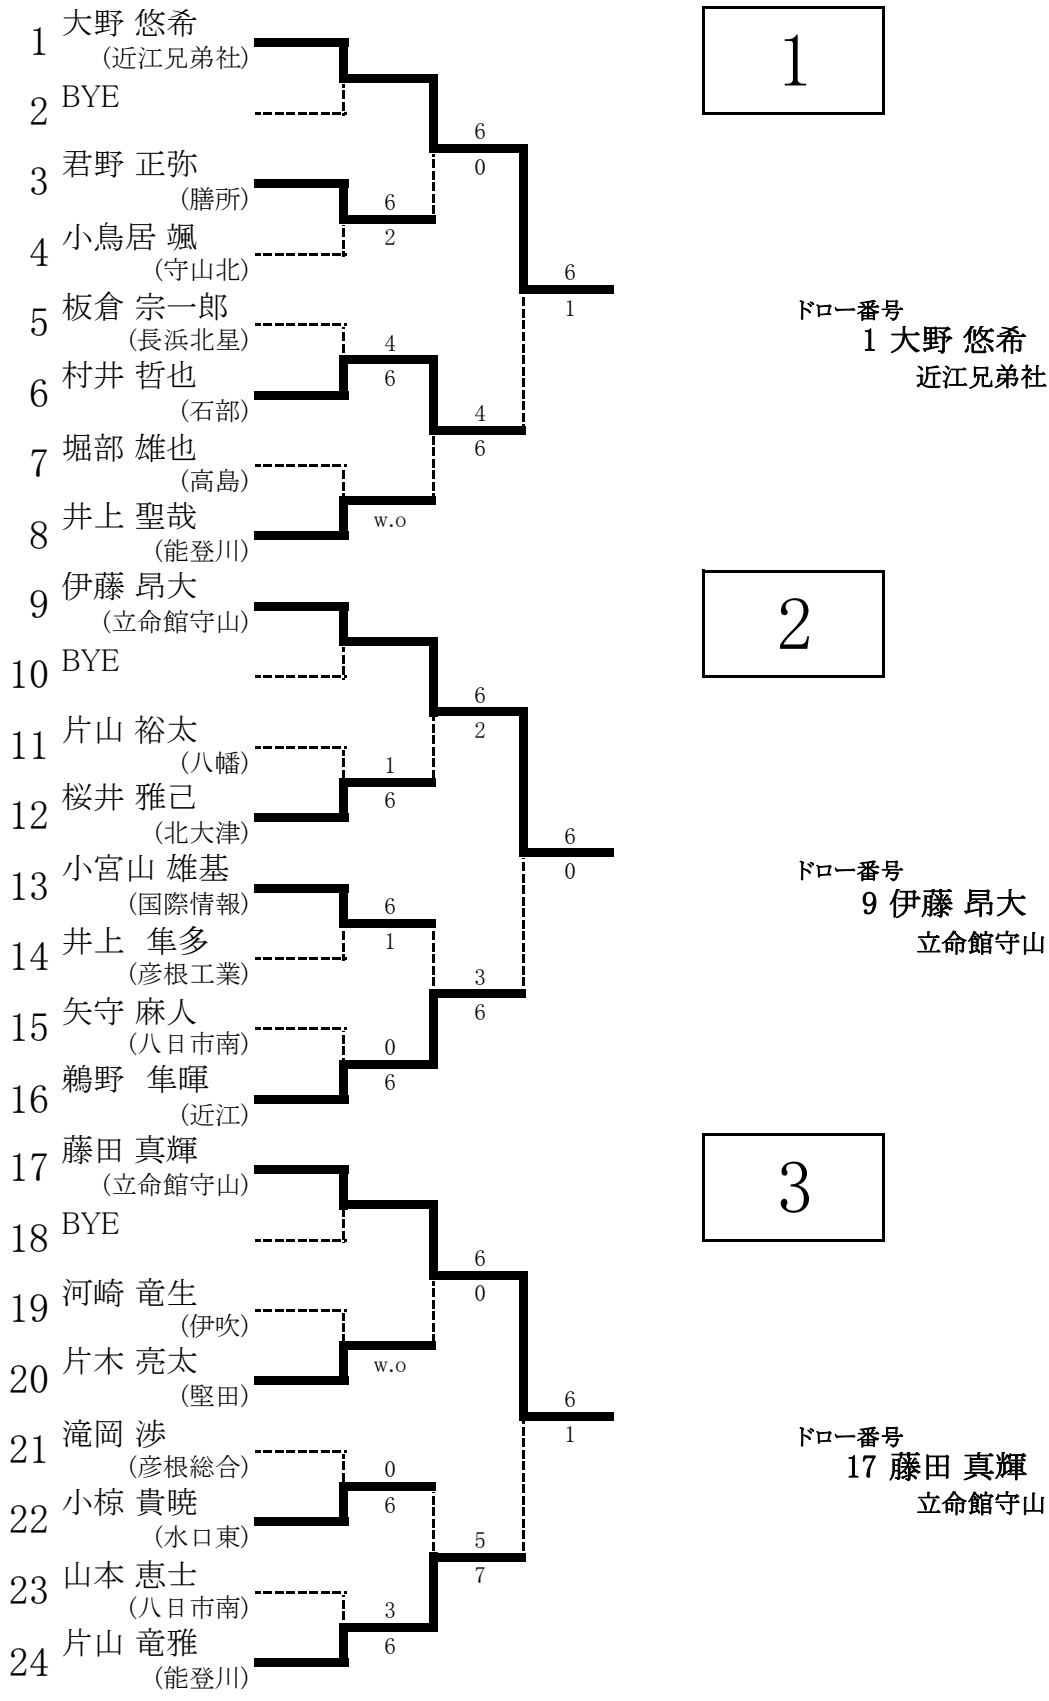 1 大野 悠希
(近江兄弟社)
2 BYE
3 君野 正弥
(膳所)
4 小鳥居 颯
(守山北)
5 板倉 宗一郎
(長浜北星)
6 村井 哲也
(石部)
7 堀部 雄也
(高島)
8 井上 聖哉
(能登川)
6
2
4
6
w.o
6
0
4
6
6
1
1
ドロー番号
1 大野 悠希
近江兄弟社
9 伊藤 昂大
(立命館守山)
10 BYE
11 片山 裕太
(八幡)
12 桜井 雅己
(北大津)
13 小宮山 雄基
(国際情報)
14 井上 隼多
(彦根工業)
15 矢守 麻人
(八日市南)
16 鵜野 隼暉
(近江)
1
6
6
1
0
6
6
2
3
6
6
0
2
ドロー番号
9 伊藤 昂大
立命館守山
17 藤田 真輝
(立命館守山)
18 BYE
19 河崎 竜生
(伊吹)
20 片木 亮太
(堅田)
21 滝岡 渉
(彦根総合)
22 小椋 貴暁
(水口東)
23 山本 恵士
(八日市南)
24 片山 竜雅
(能登川)
w.o
0
6
3
6
6
0
5
7
6
1
3
ドロー番号
17 藤田 真輝
立命館守山